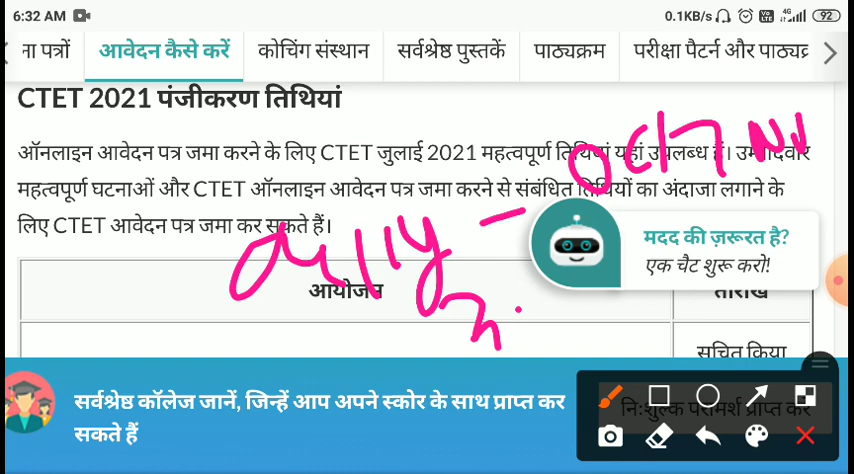 6:32 AM 0.1KB/s 4G 92
ना पत्रों आवेदन कैसे करें कोचिंग संस्थान सर्वश्रेष्ठ पुस्तकें पाठ्यक्रम परीक्षा पैटर्न और पाठ्यक्र
CTET 2021 पंजीकरण तिथियां
ऑनलाइन आवेदन पत्र जमा करने के लिए CTET जुलाई 2021 महत्वपूर्ण तिथियां यहां उपलब्ध हैं। उम्मीदवार
महत्वपूर्ण घटनाओं और CTET ऑनलाइन आवेदन पत्र जमा करने से संबंधित तिथियों का अंदाजा लगाने के
लिए CTET आवेदन पत्र जमा कर सकते हैं।
मदद की ज़रूरत है?
एक चैट शुरू करो!
आयोजन तारीख
सूचित किया
सर्वश्रेष्ठ कॉलेज जानें, जिन्हें आप अपने स्कोर के साथ प्राप्त कर
सकते हैं
निःशुल्क परामर्श प्राप्त करें